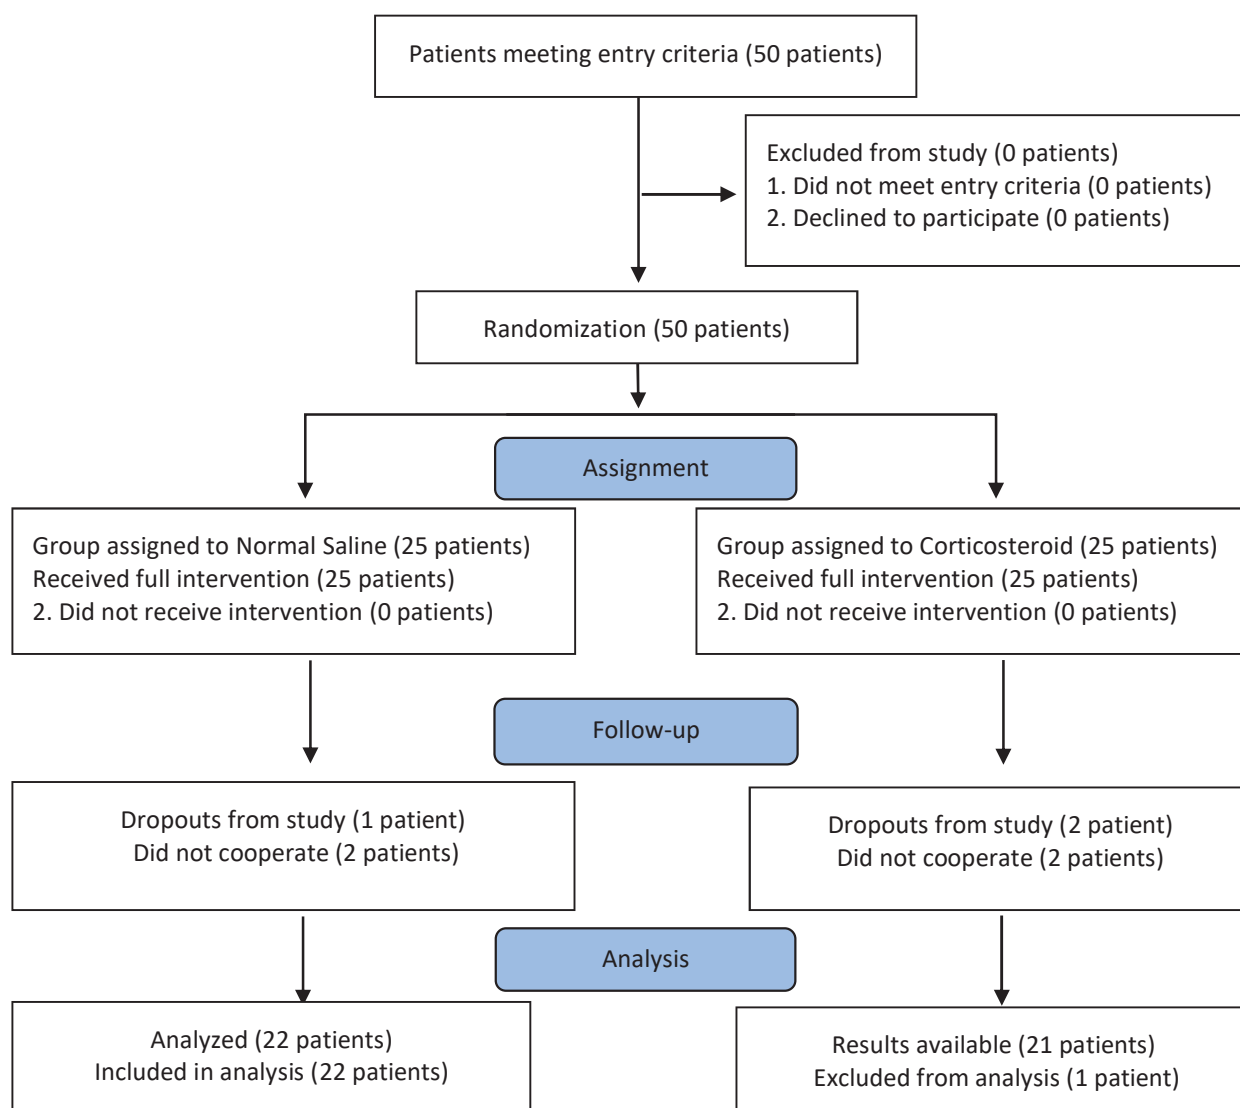 Patients meeting entry criteria (50 patients)
Excluded from study (0 patients)
1. Did not meet entry criteria (0 patients)
2. Declined to participate (0 patients)
Randomization (50 patients)
Assignment
Group assigned to Normal Saline (25 patients)
Received full intervention (25 patients)
2. Did not receive intervention (0 patients)
Group assigned to Corticosteroid (25 patients)
Received full intervention (25 patients)
2. Did not receive intervention (0 patients)
Follow-up
Dropouts from study (1 patient)
Did not cooperate (2 patients)
Dropouts from study (2 patient)
Did not cooperate (2 patients)
Analysis
Analyzed (22 patients)
Included in analysis (22 patients)
Results available (21 patients)
Excluded from analysis (1 patient)